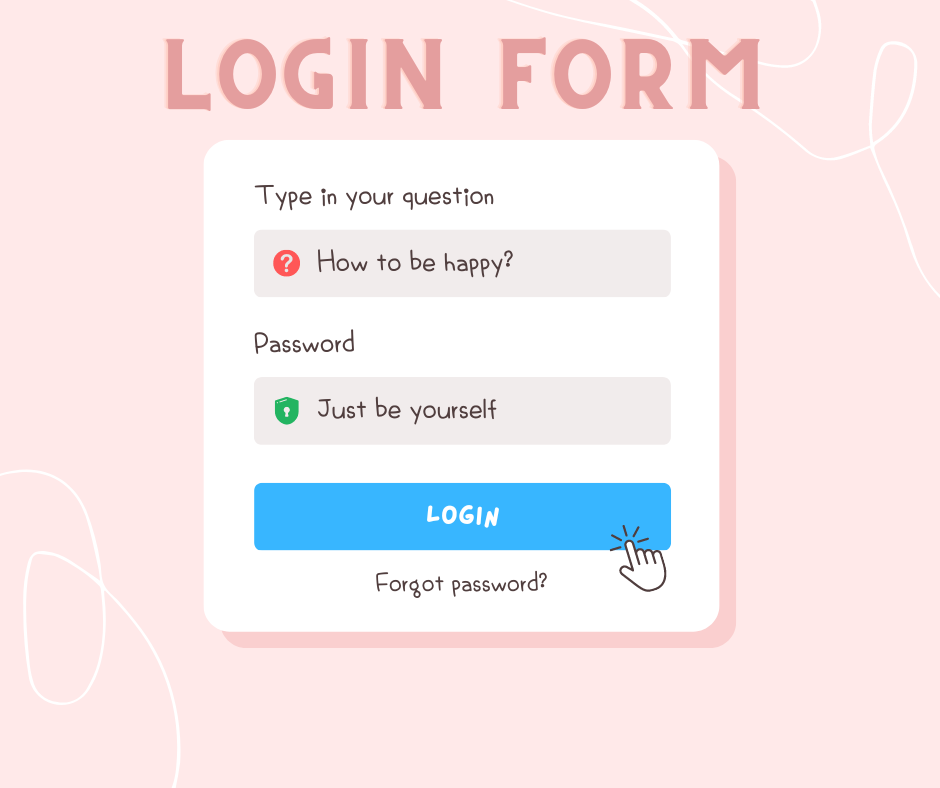 LOGIN FORM
Type in your question
How to be happy?
Password
Just be yourself
LOGIN
Forgot password?